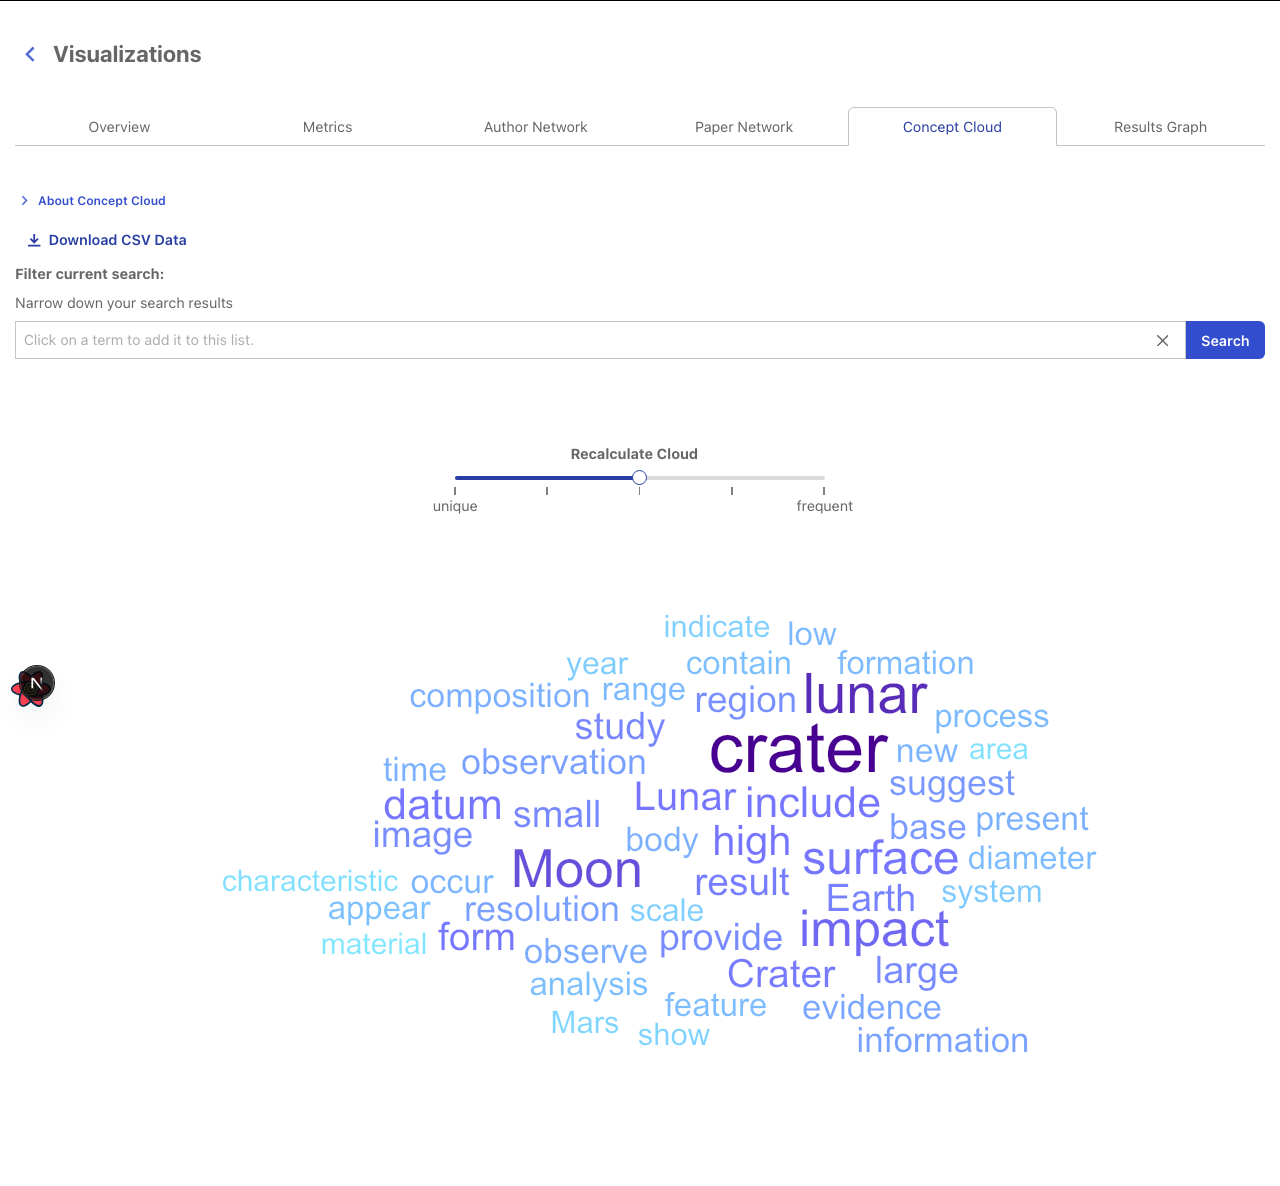 Visualizations
Overview
Metrics
Author Network
Paper Network
Concept Cloud
Results Graph
About Concept Cloud
Download CSV Data
Filter current search:
Narrow down your search results
Click on a term to add it to this list.
Search
Recalculate Cloud
unique
frequent
indicate
low
year
contain
formation
composition
range
region
lunar
process
study
crater
new
area
time
observation
suggest
datum
small
Lunar
include
base
present
image
body
high
surface
diameter
Moon
characteristic
occur
result
Earth
system
appear
resolution
scale
impact
material
form
observe
provide
Crater
large
analysis
feature
evidence
Mars
show
information
N